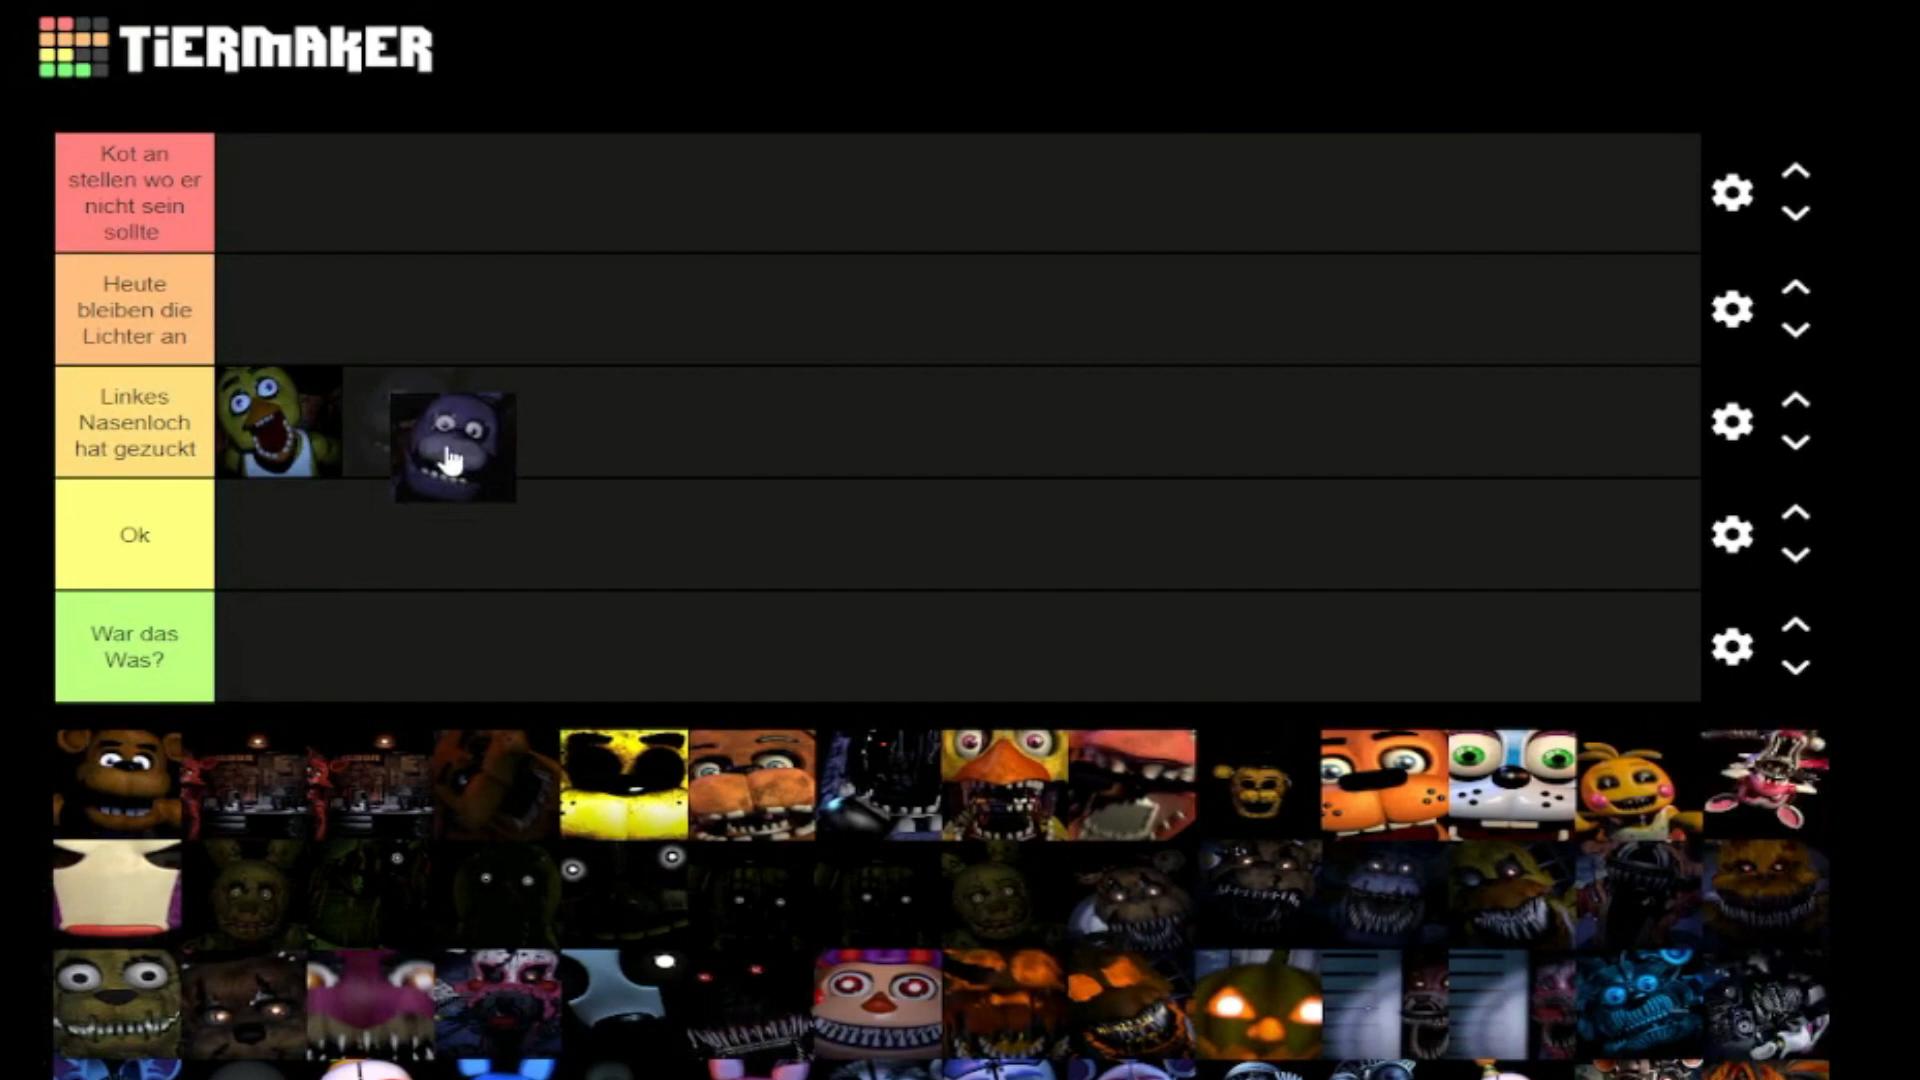 TiERMAKER
Kot an
stellen wo er
nicht sein
sollte
Heute
bleiben die
Lichter an
Linkes
Nasenloch
hat gezuckt
Ok
War das
Was?